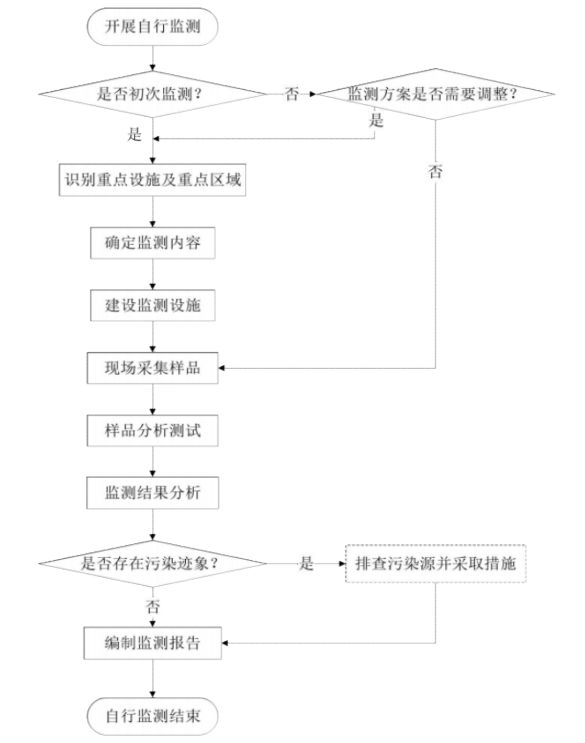 开展自行监测
是否初次监测？
否
监测方案是否需要调整？
是
是
否
识别重点设施及重点区域
确定监测内容
建设监测设施
现场采集样品
样品分析测试
监测结果分析
是否存在污染迹象？
是
排查污染源并采取措施
否
编制监测报告
自行监测结束